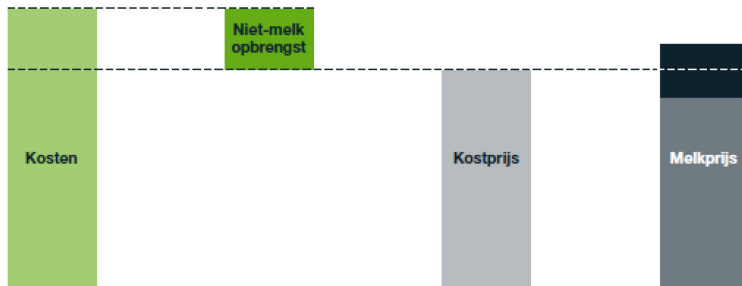 Niet-melk
opbrengst
Kosten
Kostprijs
Melkprijs